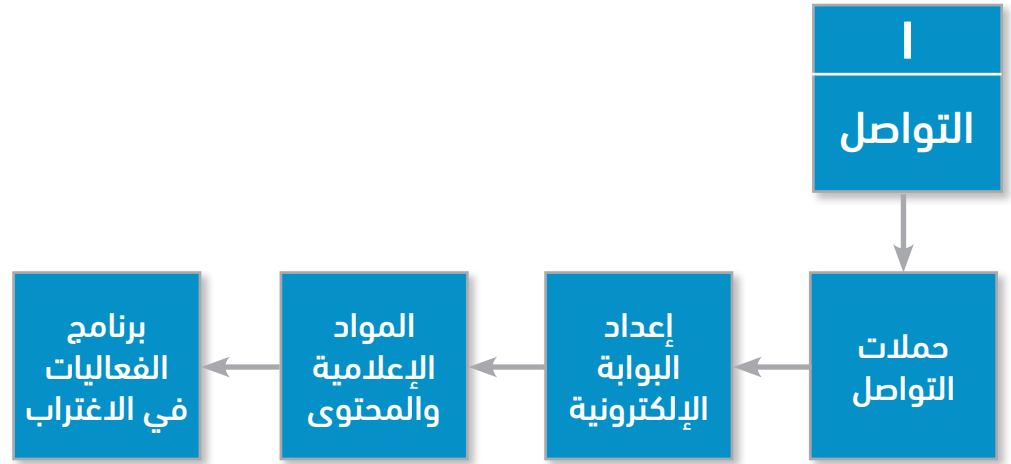 ١
التواصل
حملات
التواصل
إعداد
البوابة
الإلكترونية
المواد
الإعلامية
والمحتوى
برنامج
الفعاليات
في الاغتراب